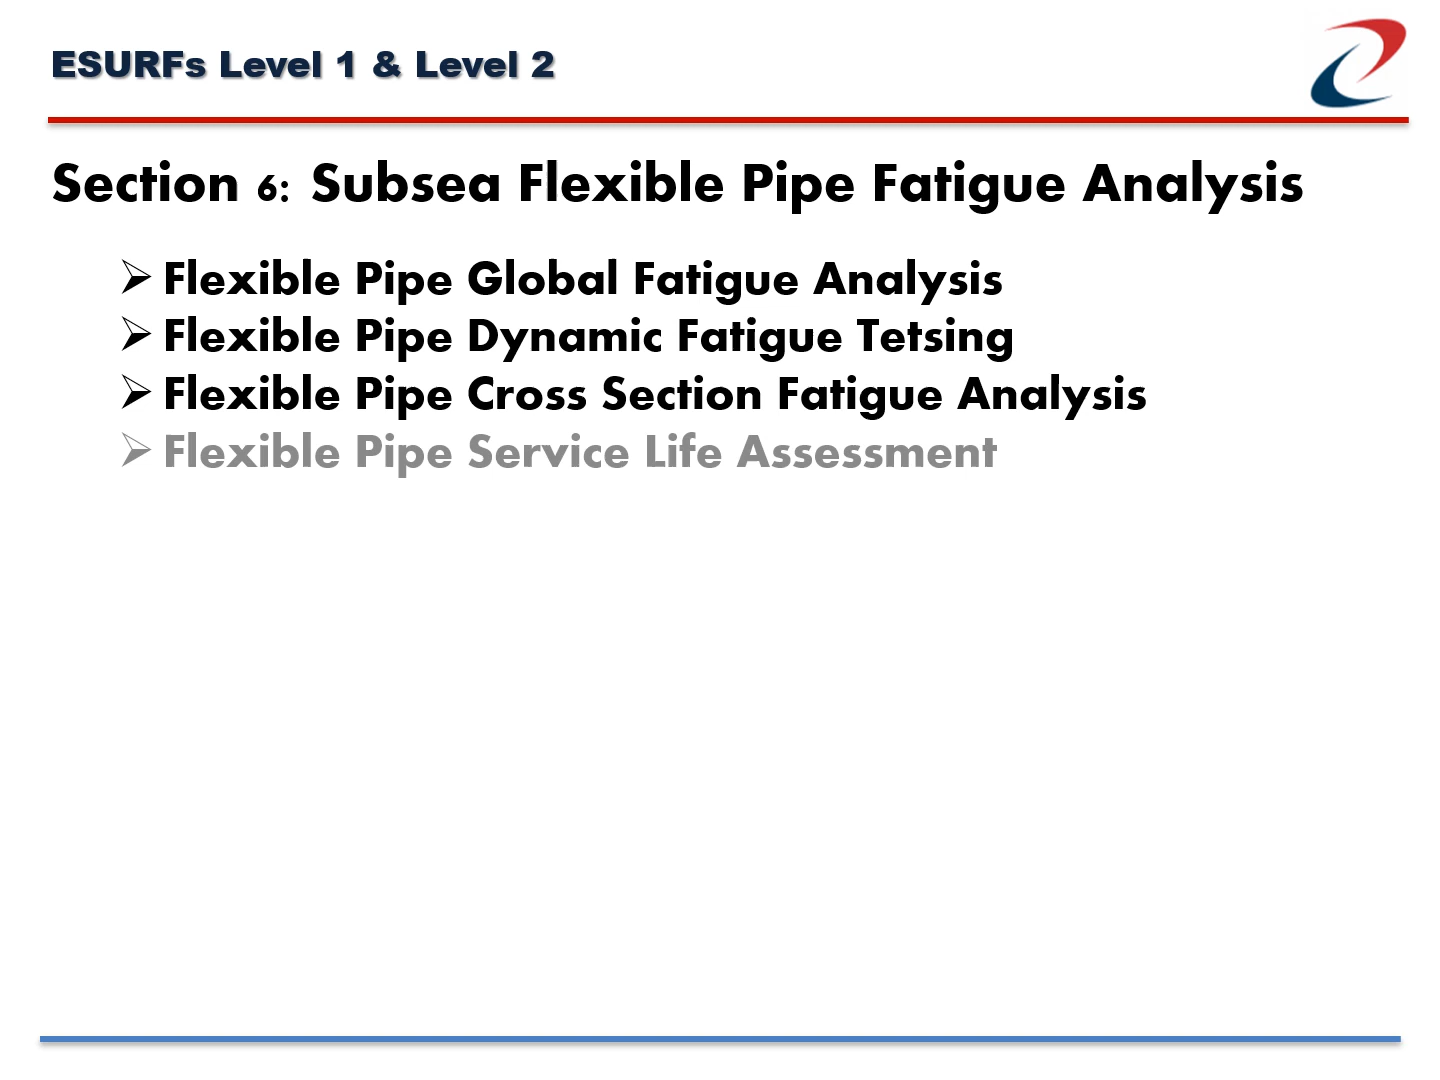 ESURFs Level 1 & Level 2
Section 6: Subsea Flexible Pipe Fatigue Analysis
➢ Flexible Pipe Global Fatigue Analysis
➢ Flexible Pipe Dynamic Fatigue Tetsing
➢ Flexible Pipe Cross Section Fatigue Analysis
➢ Flexible Pipe Service Life Assessment